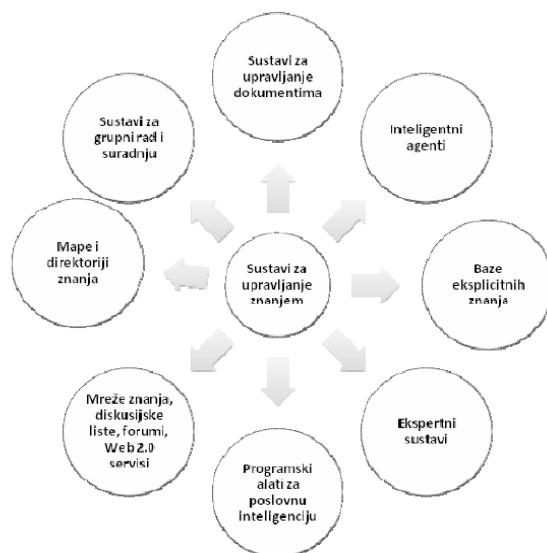 Sustavi za
upravljanje
dokumentima
Sustavi za
grupni rad i
suradnju
Inteligentni
agenti
Mape i
direktoriji
znanja
Sustavi za
upravljanje
znanjem
Baze
eksplicitnih
znanja
Mreže znanja,
diskusijske
liste, forumi,
Web 2.0
servisi
Ekspertni
sustavi
Programski
alati za
poslovnu
inteligenciju